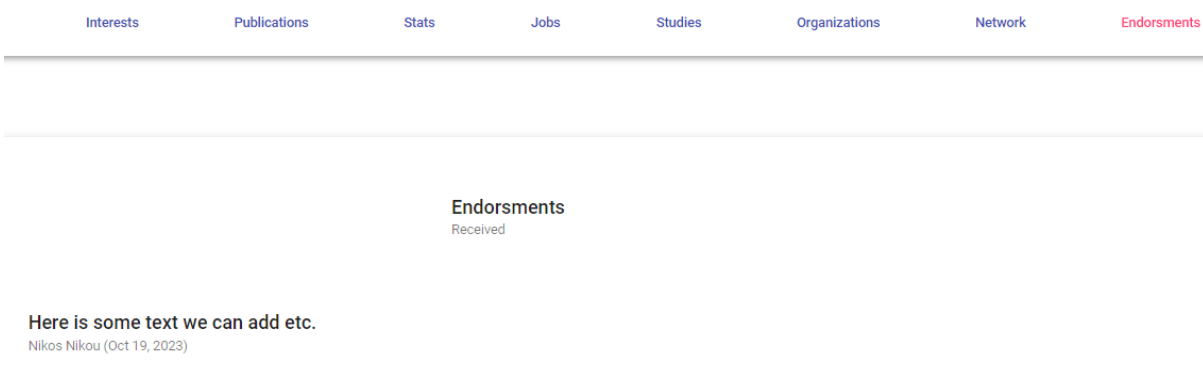 Interests Publications Stats Jobs Studies Organizations Network Endorsments
Endorsments
Received
Here is some text we can add etc.
Nikos Nikou (Oct 19, 2023)